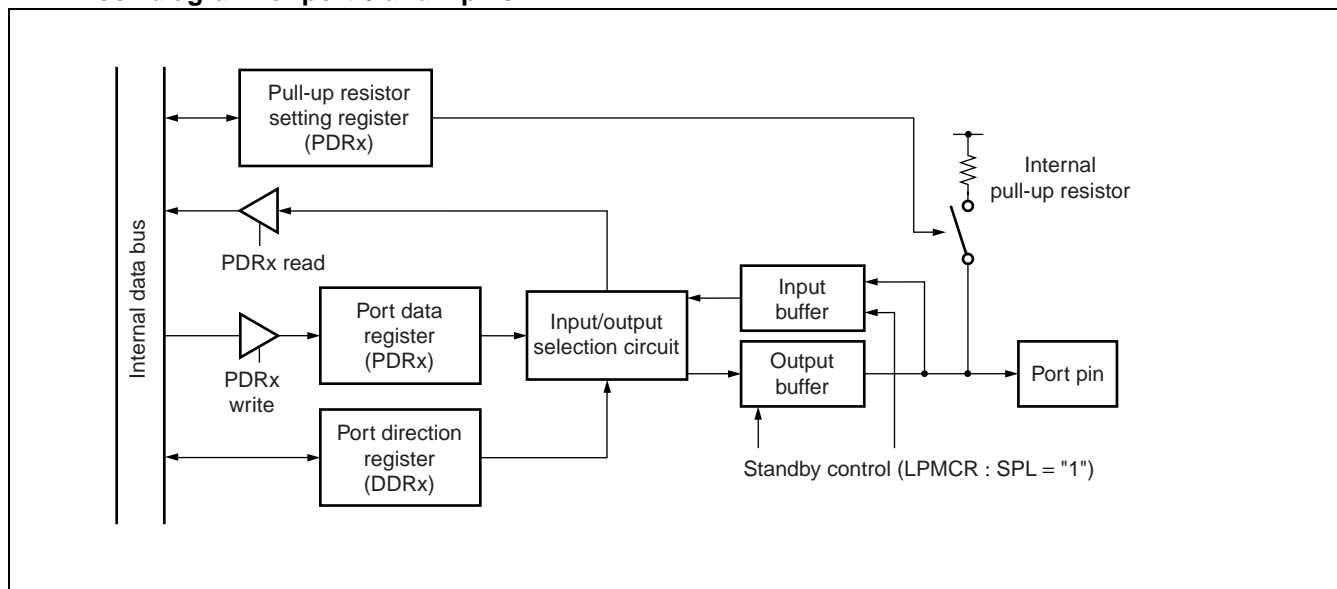 Pull-up resistor
setting register
(PDRx)
Internal
pull-up resistor
Internal data bus
PDRx read
Port data
register
(PDRx)
PDRx
write
Input/output
selection circuit
Input
buffer
Output
buffer
Port pin
Port direction
register
(DDRx)
Standby control (LPMCR : SPL = "1")